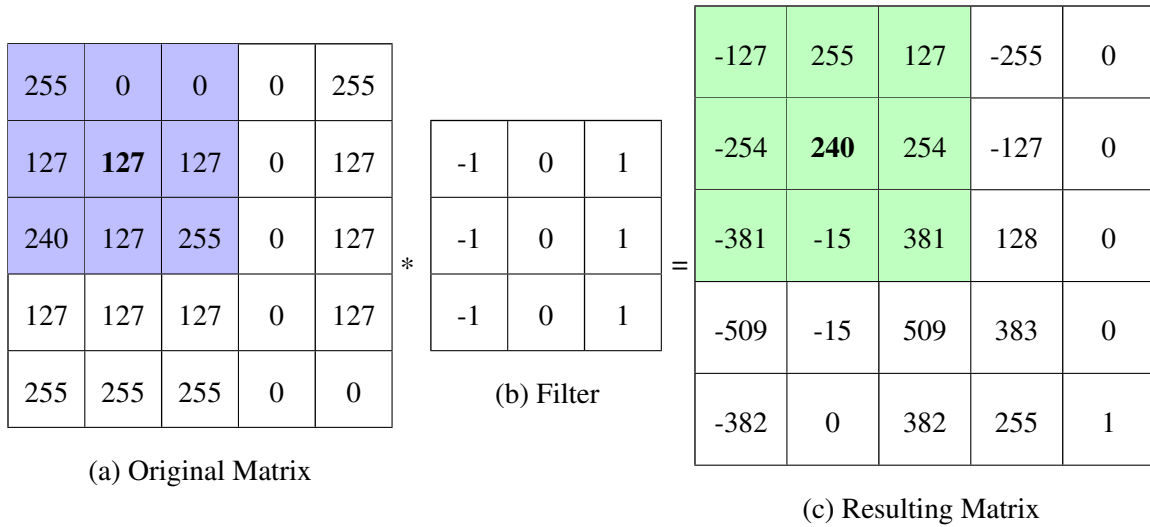 255 0 0 0 255
127 127 127 0 127
240 127 255 0 127
127 127 127 0 127
255 255 255 0 0
(a) Original Matrix
*
-1 0 1
-1 0 1
-1 0 1
(b) Filter
=
-127 255 127 -255 0
-254 240 254 -127 0
-381 -15 381 128 0
-509 -15 509 383 0
-382 0 382 255 1
(c) Resulting Matrix